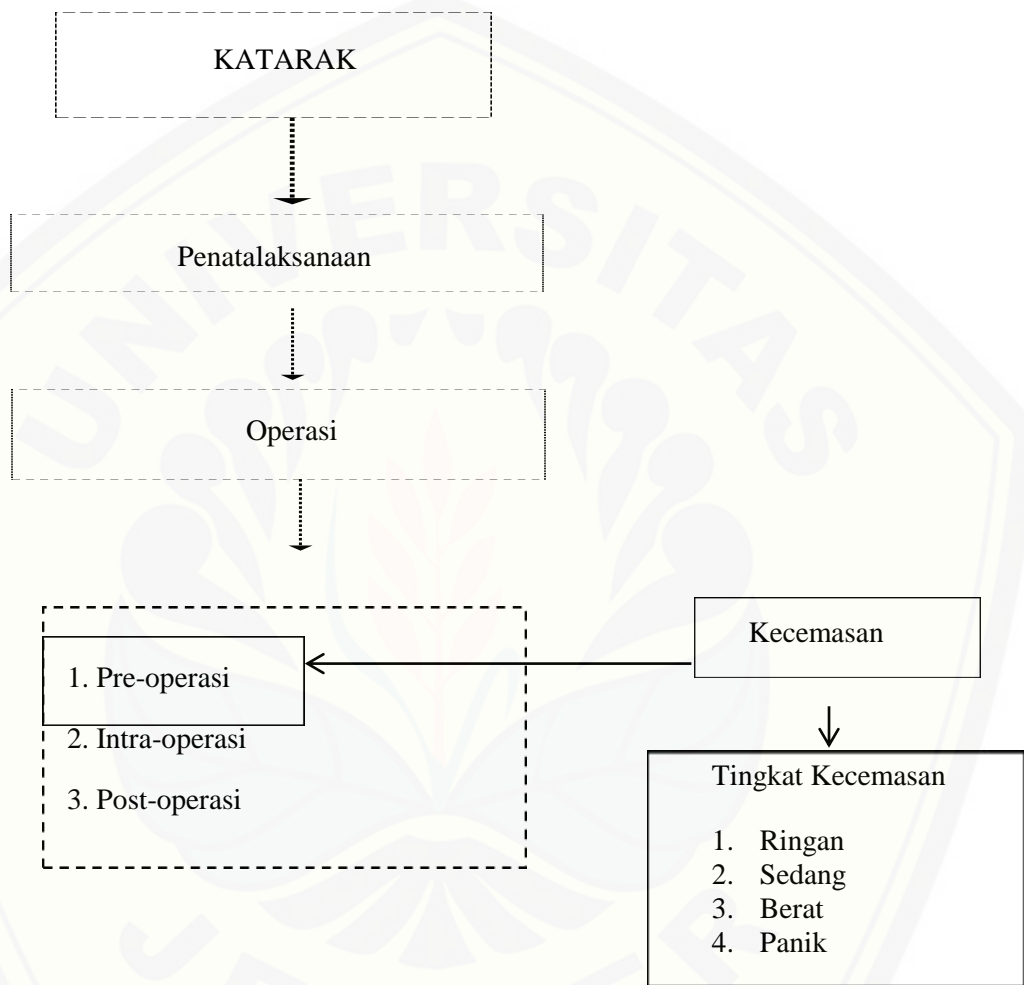 KATARAK
Penatalaksanaan
Operasi
1. Pre-operasi
2. Intra-operasi
3. Post-operasi
Kecemasan
Tingkat Kecemasan
1. Ringan
2. Sedang
3. Berat
4. Panik
UNIVERSITAS